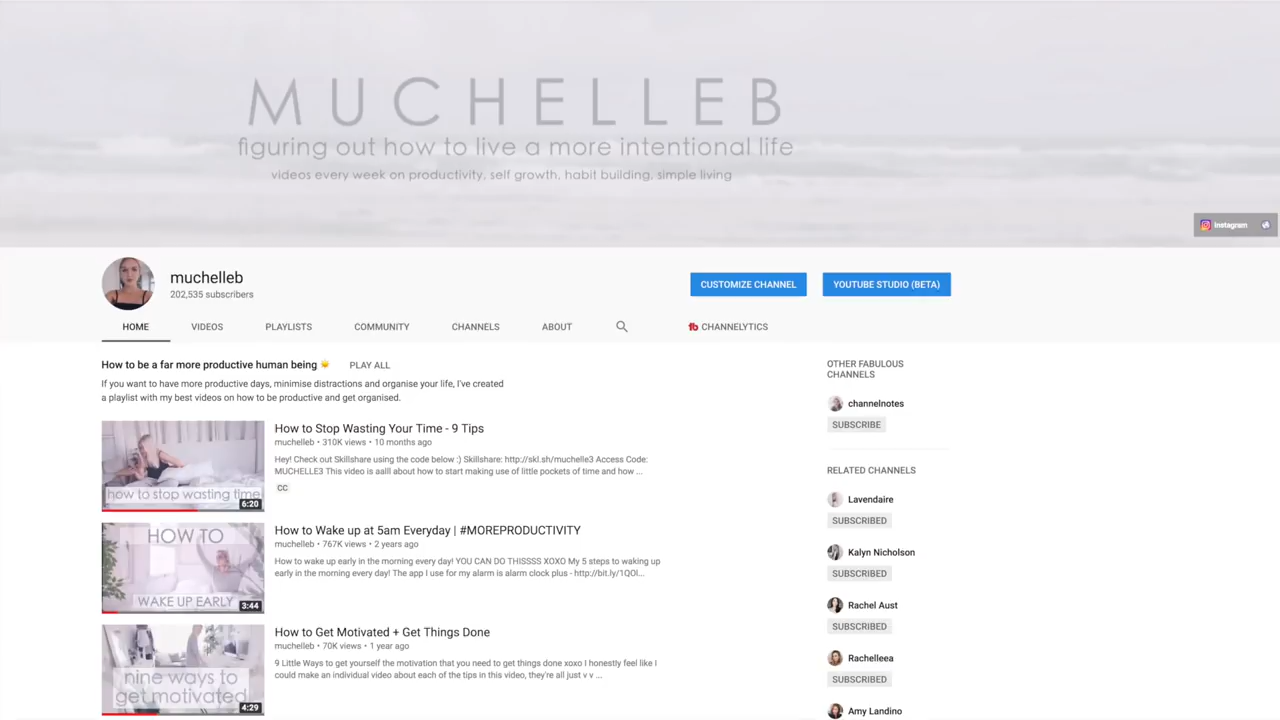 MUCHELLEB
figuring out how to live a more intentional life
videos every week on productivity, self growth, habit building, simple living
Instagram
muchelleb
202,535 subscribers
CUSTOMIZE CHANNEL
YOUTUBE STUDIO (BETA)
HOME
VIDEOS
PLAYLISTS
COMMUNITY
CHANNELS
ABOUT
tb CHANNELYTICS
How to be a far more productive human being
PLAY ALL
If you want to have more productive days, minimise distractions and organise your life, I've created
a playlist with my best videos on how to be productive and get organised.
how to stop wasting time
6:20
How to Stop Wasting Your Time - 9 Tips
muchelleb • 310K views • 10 months ago
Hey! Check out Skillshare using the code below :) Skillshare: http://skl.sh/muchelle3 Access Code:
MUCHELLE3 This video is aalll about how to start making use of little pockets of time and how ...
CC
HOW TO
WAKE UP EARLY
3:44
How to Wake up at 5am Everyday | #MOREPRODUCTIVITY
muchelleb • 767K views • 2 years ago
How to wake up early in the morning every day! YOU CAN DO THISSSS XOXO My 5 steps to waking up
early in the morning every day! The app I use for my alarm is alarm clock plus - http://bit.ly/1QOI...
nine ways to
get motivated
4:29
How to Get Motivated + Get Things Done
muchelleb • 70K views • 1 year ago
9 Little Ways to get yourself the motivation that you need to get things done xoxo I honestly feel like I
could make an individual video about each of the tips in this video, they're all just v v ...
OTHER FABULOUS
CHANNELS
channelnotes
SUBSCRIBE
RELATED CHANNELS
Lavendaire
SUBSCRIBED
Kalyn Nicholson
SUBSCRIBED
Rachel Aust
SUBSCRIBED
Rachelleea
SUBSCRIBED
Amy Landino